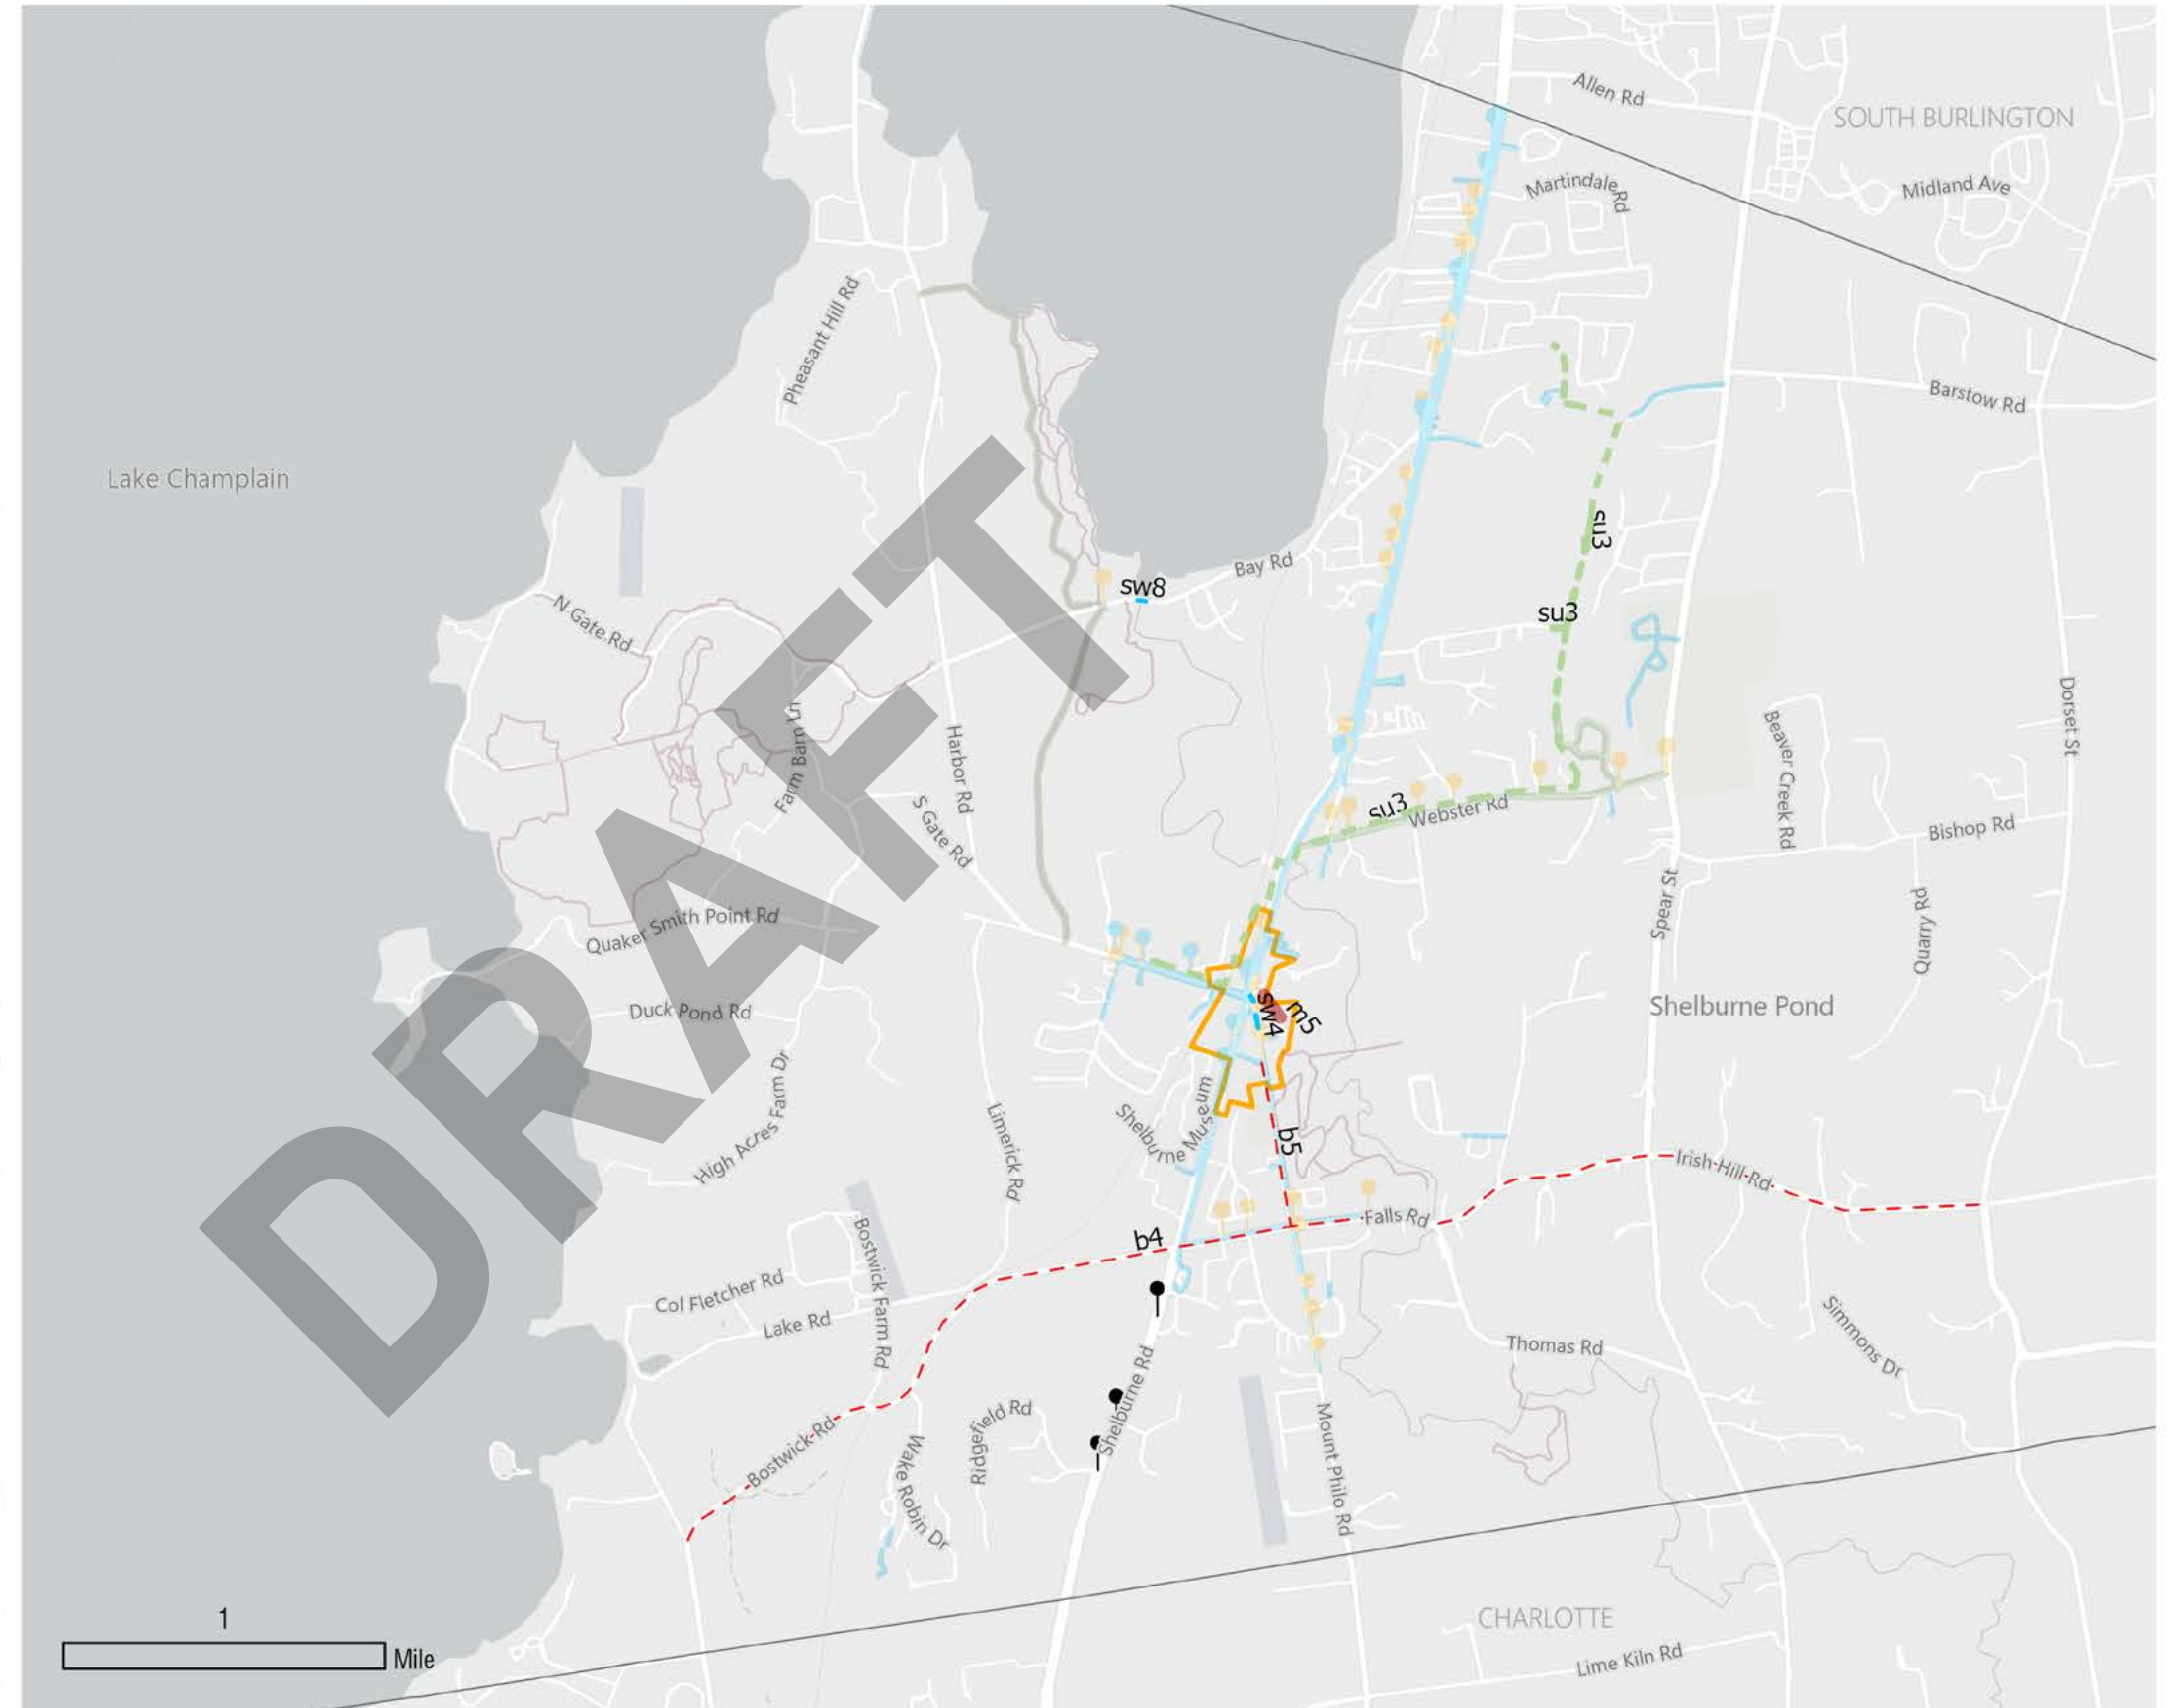 Allen Rd
SOUTH BURLINGTON
Martindale Rd
Midland Ave
Pheasant Hill Rd
Barstow Rd
Lake Champlain
su3
Bay Rd
sw8
su3
N Gate Rd
Dorset St
Farm Barn Ln
Harbor Rd
Beaver Creek Rd
S Gate Rd
su3
Webster Rd
Bishop Rd
Spear St
Quaker Smith Point Rd
Quarry Rd
Duck Pond Rd
sw4
m5
Shelburne Pond
High Acres Farm Dr
Limerick Rd
Shelburne Museum
b5
Irish Hill Rd
Falls Rd
b4
Bostwick Farm Rd
Col Fletcher Rd
Lake Rd
Simmons Dr
Thomas Rd
Shelburne Rd
Ridgefield Rd
Bostwick Rd
Wake Robin Dr
Mount Philo Rd
1
Mile
CHARLOTTE
Lime Kiln Rd
DRAFT